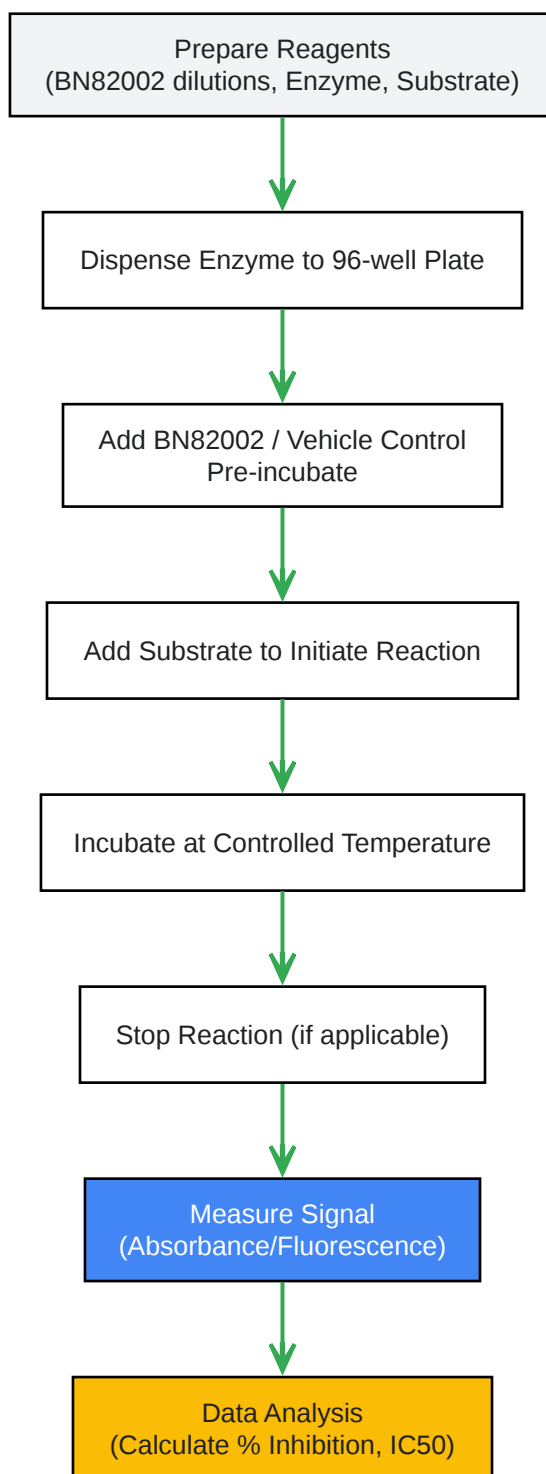 Prepare Reagents
(BN82002 dilutions, Enzyme, Substrate)
Dispense Enzyme to 96-well Plate
Add BN82002 / Vehicle Control
Pre-incubate
Add Substrate to Initiate Reaction
Incubate at Controlled Temperature
Stop Reaction (if applicable)
Measure Signal
(Absorbance/Fluorescence)
Data Analysis
(Calculate % Inhibition, IC50)